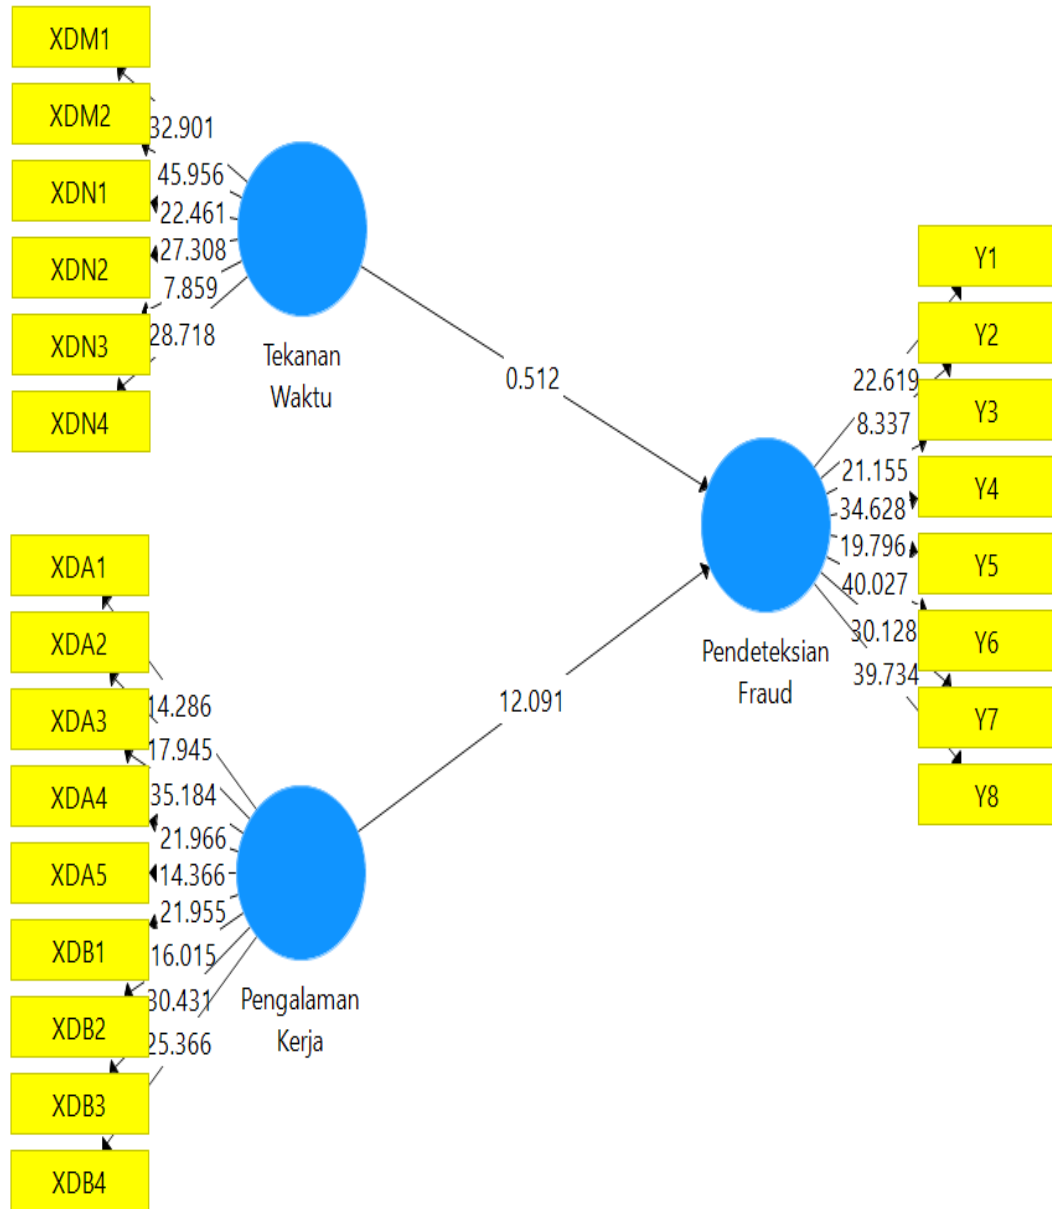 XDM1
XDM2
XDN1
XDN2
XDN3
XDN4
32.901
45.956
22.461
27.308
7.859
28.718
Tekanan
Waktu
0.512
XDA1
XDA2
XDA3
XDA4
XDA5
XDB1
XDB2
XDB3
XDB4
14.286
17.945
35.184
21.966
14.366
21.955
16.015
30.431
25.366
Pengalaman
Kerja
12.091
Pendeteksian
Fraud
22.619
8.337
21.155
34.628
19.796
40.027
30.128
39.734
Y1
Y2
Y3
Y4
Y5
Y6
Y7
Y8